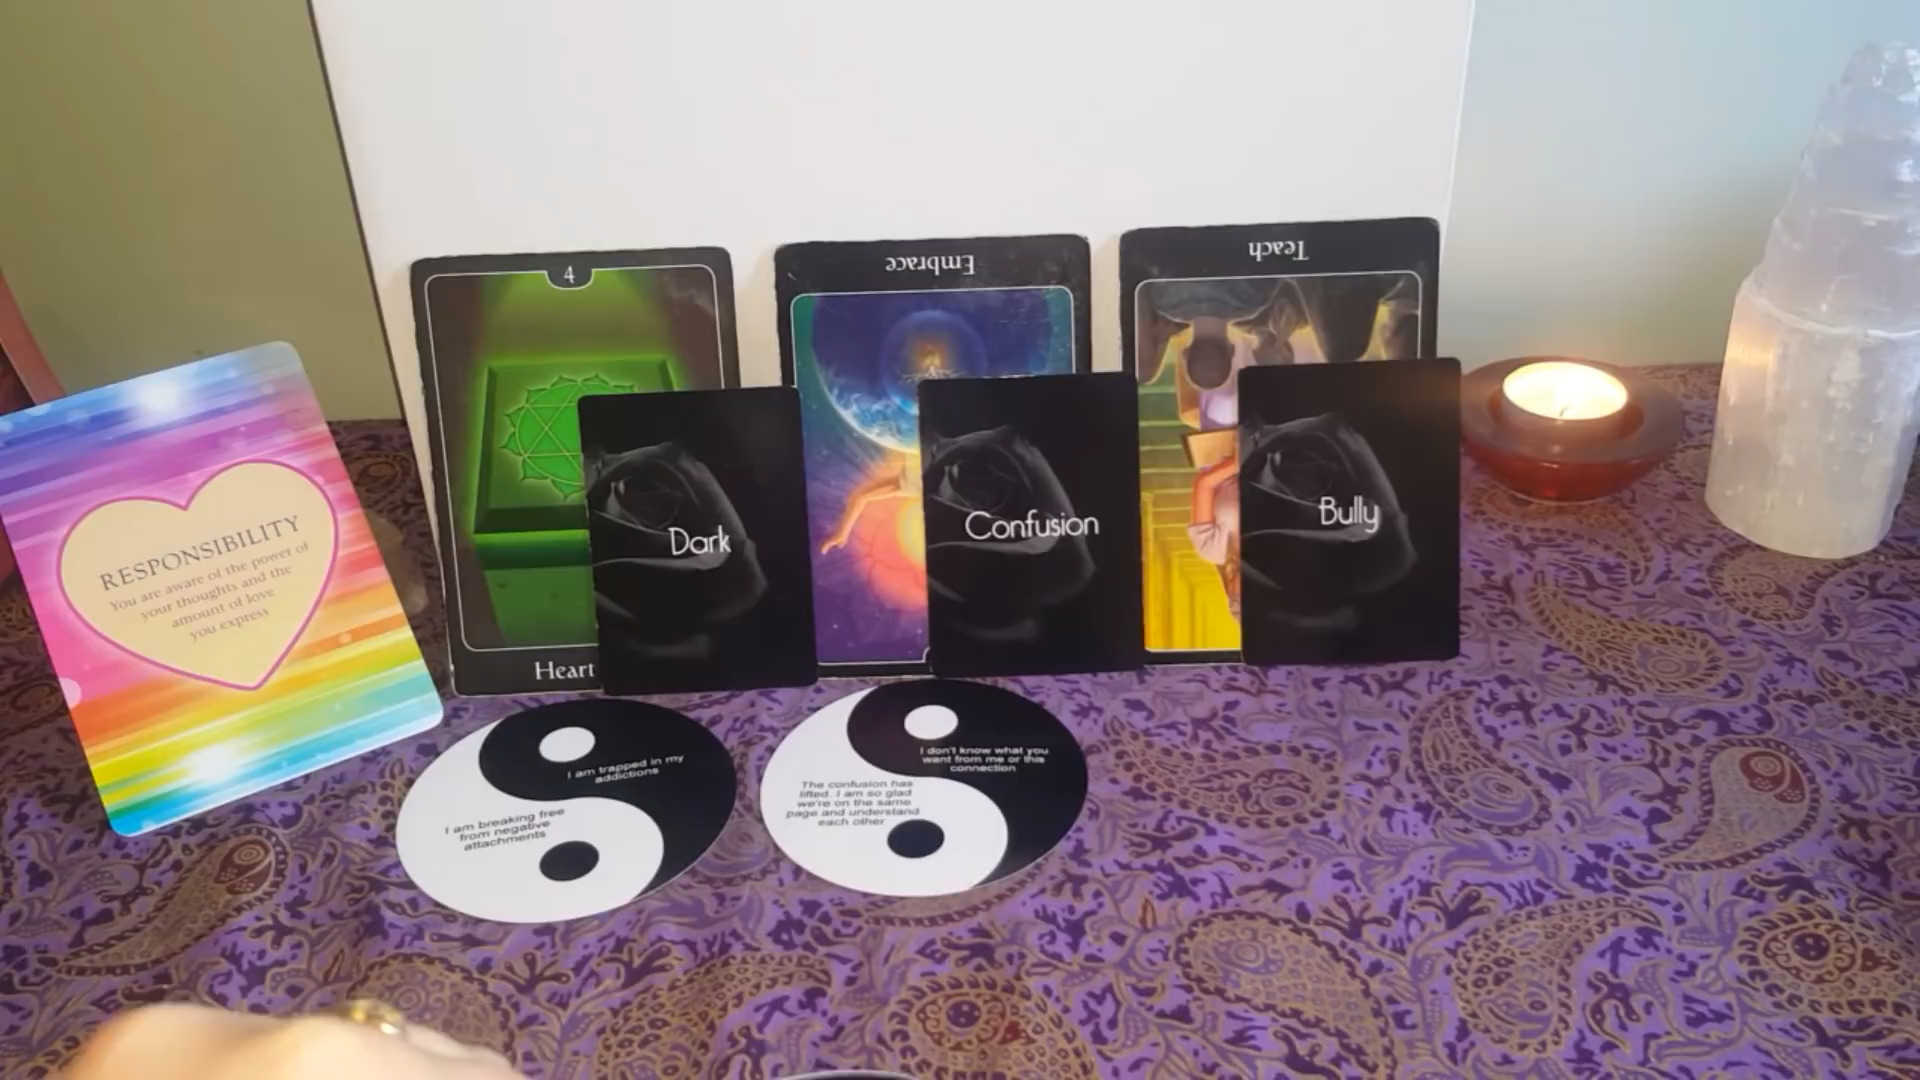 RESPONSIBILITY
You are aware of the power of
your thoughts and the
amount of love
you express
4
Heart
Dark
Embrace
Confusion
Teach
Bully
I am trapped in my
addictions
I am breaking free
from negative
attachments
I don't know what you
want from me or this
connection
The confusion has
lifted. I am so glad
we're on the same
page and understand
each other